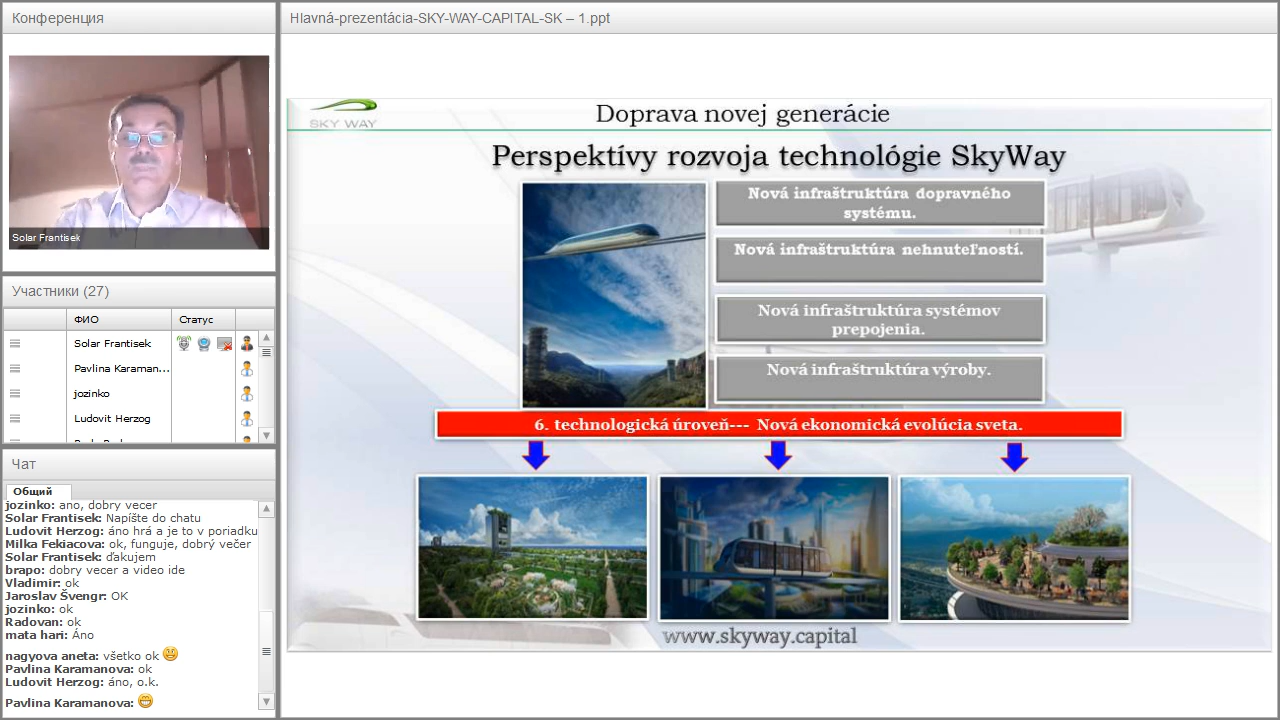 Конференция
Solar Frantisek
Участники (27)
ФИО
Статус
Solar Frantisek
Pavlina Karaman...
jozinko
Ludovit Herzog
Чат
Общий
jozinko: ano, dobry vecer
Solar Frantisek: Napíšte do chatu
Ludovit Herzog: áno hrá a je to v poriadku
Milka Fekiacova: ok, funguje, dobrý večer
Solar Frantisek: ďakujem
brapo: dobry vecer a video ide
Vladimir: ok
Jaroslav Švengr: OK
jozinko: ok
Radovan: ok
mata hari: Áno
nagyova aneta: všetko ok
Pavlina Karamanova: ok
Ludovit Herzog: áno, o.k.
Pavlina Karamanova:
Hlavná-prezentácia-SKY-WAY-CAPITAL-SK – 1.ppt
SKY WAY
Doprava novej generácie
Perspektívy rozvoja technológie SkyWay
Nová infraštruktúra dopravného
systému.
Nová infraštruktúra nehnuteľností.
Nová infraštruktúra systémov
prepojenia.
Nová infraštruktúra výroby.
6. technologická úroveň--- Nová ekonomická evolúcia sveta.
www.skyway.capital